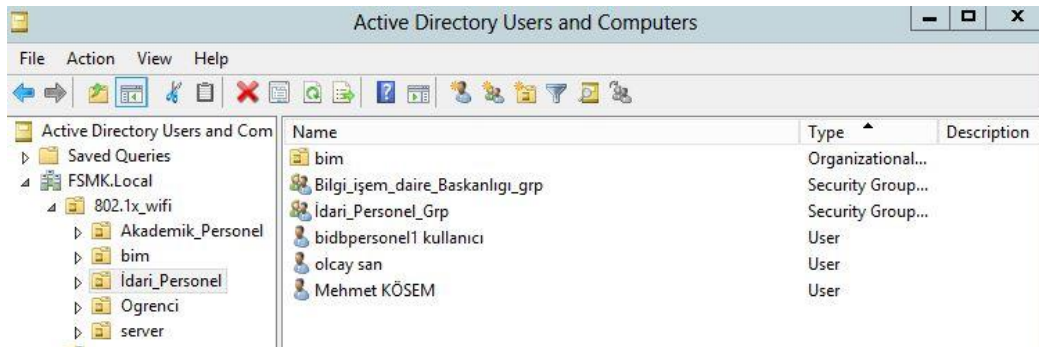 Active Directory Users and Computers
File Action View Help
Active Directory Users and Com
Saved Queries
FSMK.Local
802.1x_wifi
Akademik_Personel
bim
İdari_Personel
Ogrenci
server
Name Type Description
bim Organizational...
Bilgi_işem_daire_Baskanlıgı_grp Security Group...
İdari_Personel_Grp Security Group...
bidbpersonel1 kullanıcı User
olcay san User
Mehmet KÖSEM User